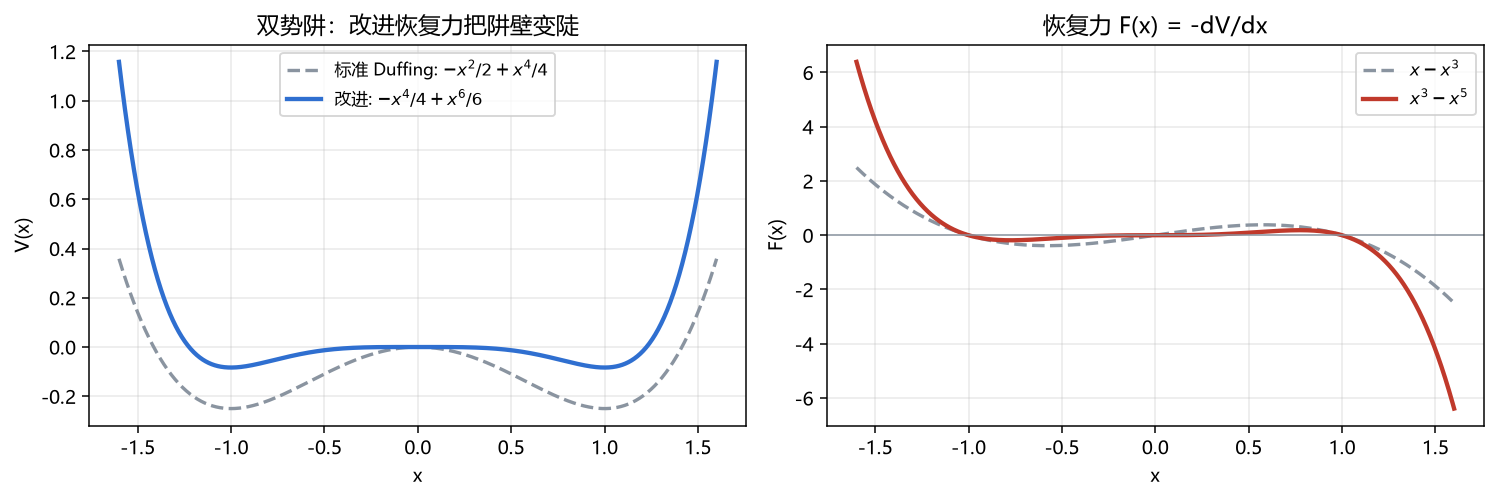 双势阱：改进恢复力把阱壁变陡
标准 Duffing: −x²/2 + x⁴/4
改进: −x⁴/4 + x⁶/6
V(x)
1.2
1.0
0.8
0.6
0.4
0.2
0.0
-0.2
-1.5 -1.0 -0.5 0.0 0.5 1.0 1.5
x
恢复力 F(x) = -dV/dx
x − x³
x³ − x⁵
F(x)
6
4
2
0
-2
-4
-6
-1.5 -1.0 -0.5 0.0 0.5 1.0 1.5
x